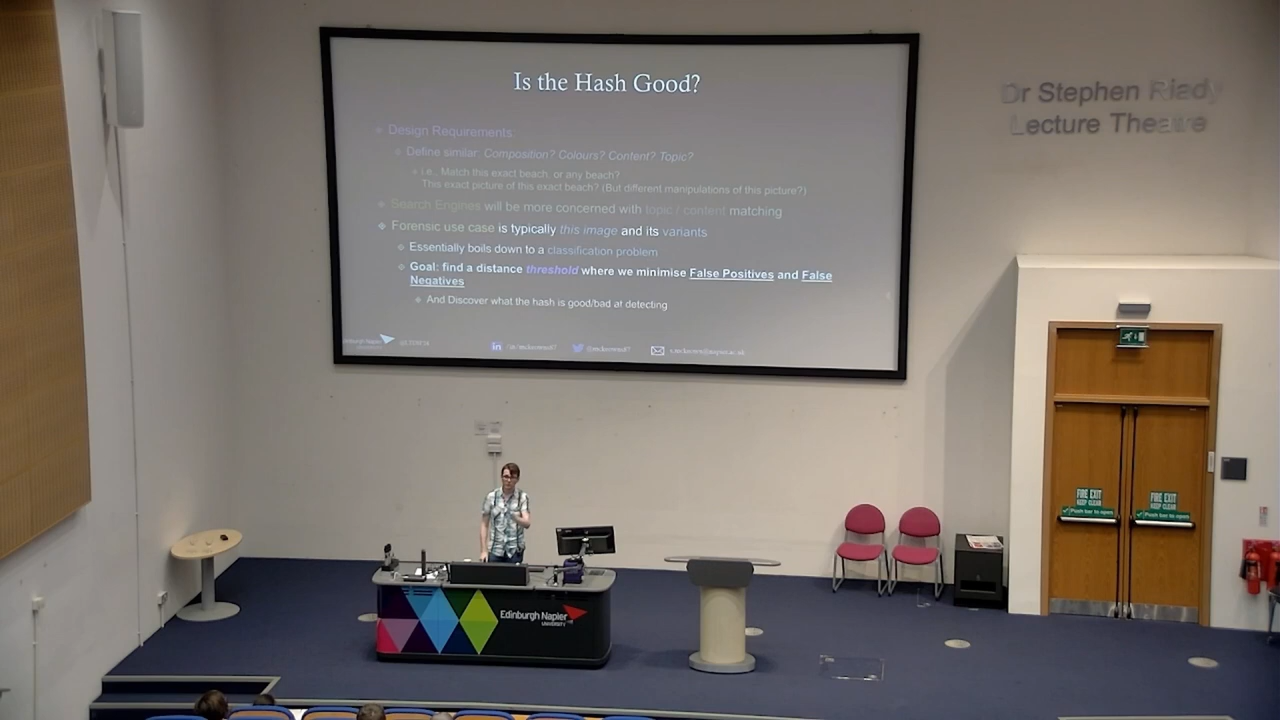 Is the Hash Good?
Design Requirements:
Define similar: Composition? Colours? Content? Topic?
i.e.. Match this exact beach, or any beach?
This exact picture of this exact beach? (But different manipulations of this picture?)
Search Engines will be more concerned with topic / content matching
Forensic use case is typically this image and its variants
Essentially boils down to a classification problem
Goal: find a distance threshold where we minimise False Positives and False
Negatives
And Discover what the hash is good/bad at detecting
Dr Stephen Riady
Lecture Theatre
Edinburgh Napier
UNIVERSITY
FIRE EXIT
KEEP CLEAR
Push bar to open
FIRE EXIT
KEEP CLEAR
Push bar to open